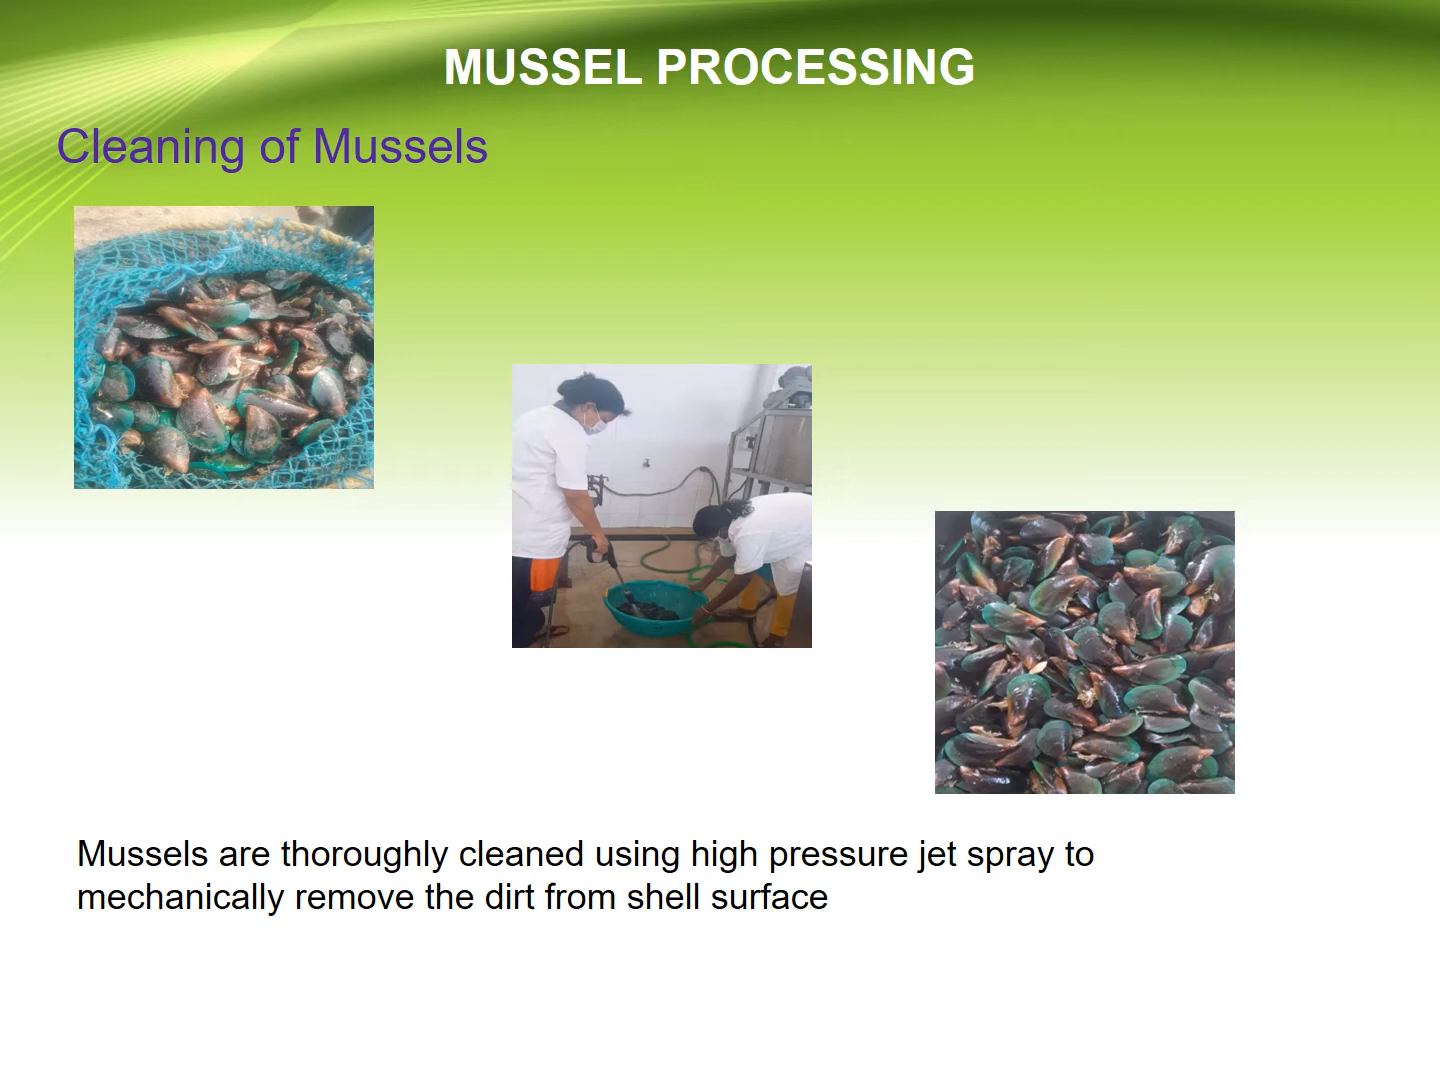 MUSSEL PROCESSING
Cleaning of Mussels
Mussels are thoroughly cleaned using high pressure jet spray to
mechanically remove the dirt from shell surface